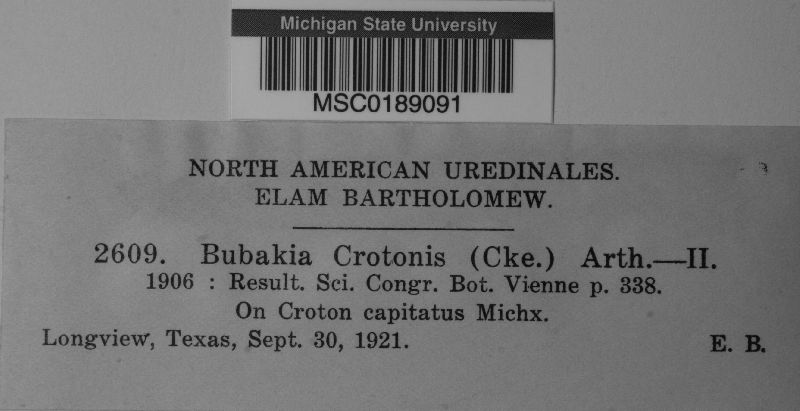 Michigan State University
MSC0189091
NORTH AMERICAN UREDINALES.
ELAM BARTHOLOMEW.
2609. Bubakia Crotonis (Cke.) Arth.—II.
1906 : Result. Sci. Congr. Bot. Vienne p. 338.
On Croton capitatus Michx.
Longview, Texas, Sept. 30, 1921. E. B.